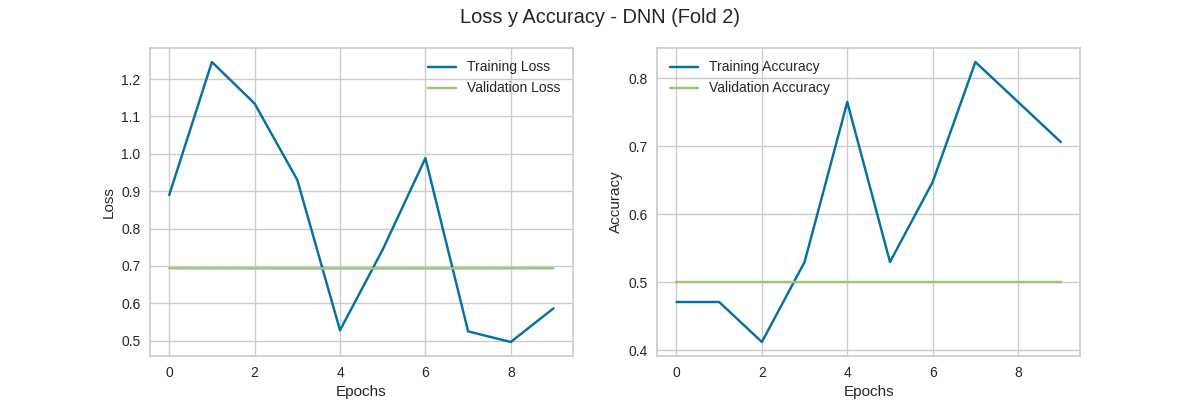 Loss y Accuracy - DNN (Fold 2)
Training Loss
Validation Loss
1.2
1.1
1.0
0.9
0.8
0.7
0.6
0.5
Loss
0 2 4 6 8
Epochs
Training Accuracy
Validation Accuracy
0.8
0.7
0.6
0.5
0.4
Accuracy
0 2 4 6 8
Epochs